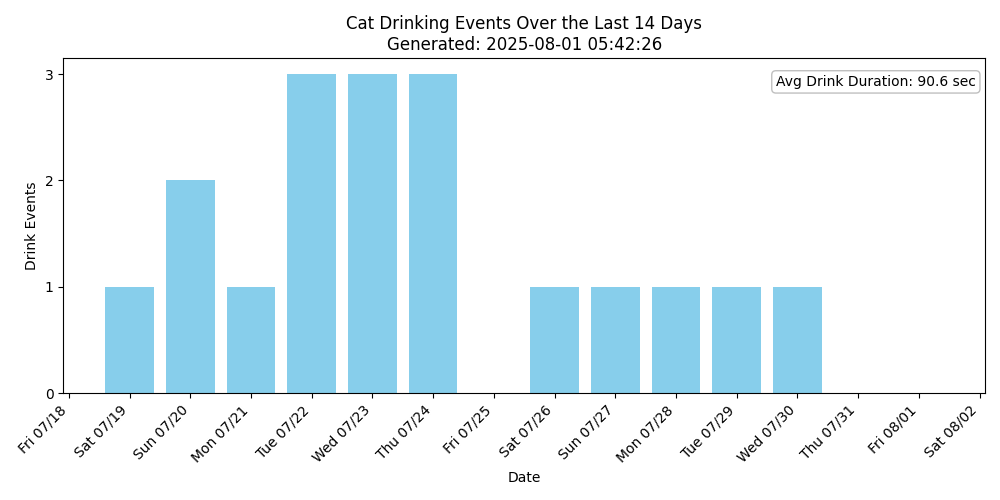 Cat Drinking Events Over the Last 14 Days
Generated: 2025-08-01 05:42:26
Avg Drink Duration: 90.6 sec
Drink Events
3
2
1
0
Fri 07/18
Sat 07/19
Sun 07/20
Mon 07/21
Tue 07/22
Wed 07/23
Thu 07/24
Fri 07/25
Sat 07/26
Sun 07/27
Mon 07/28
Tue 07/29
Wed 07/30
Thu 07/31
Fri 08/01
Sat 08/02
Date